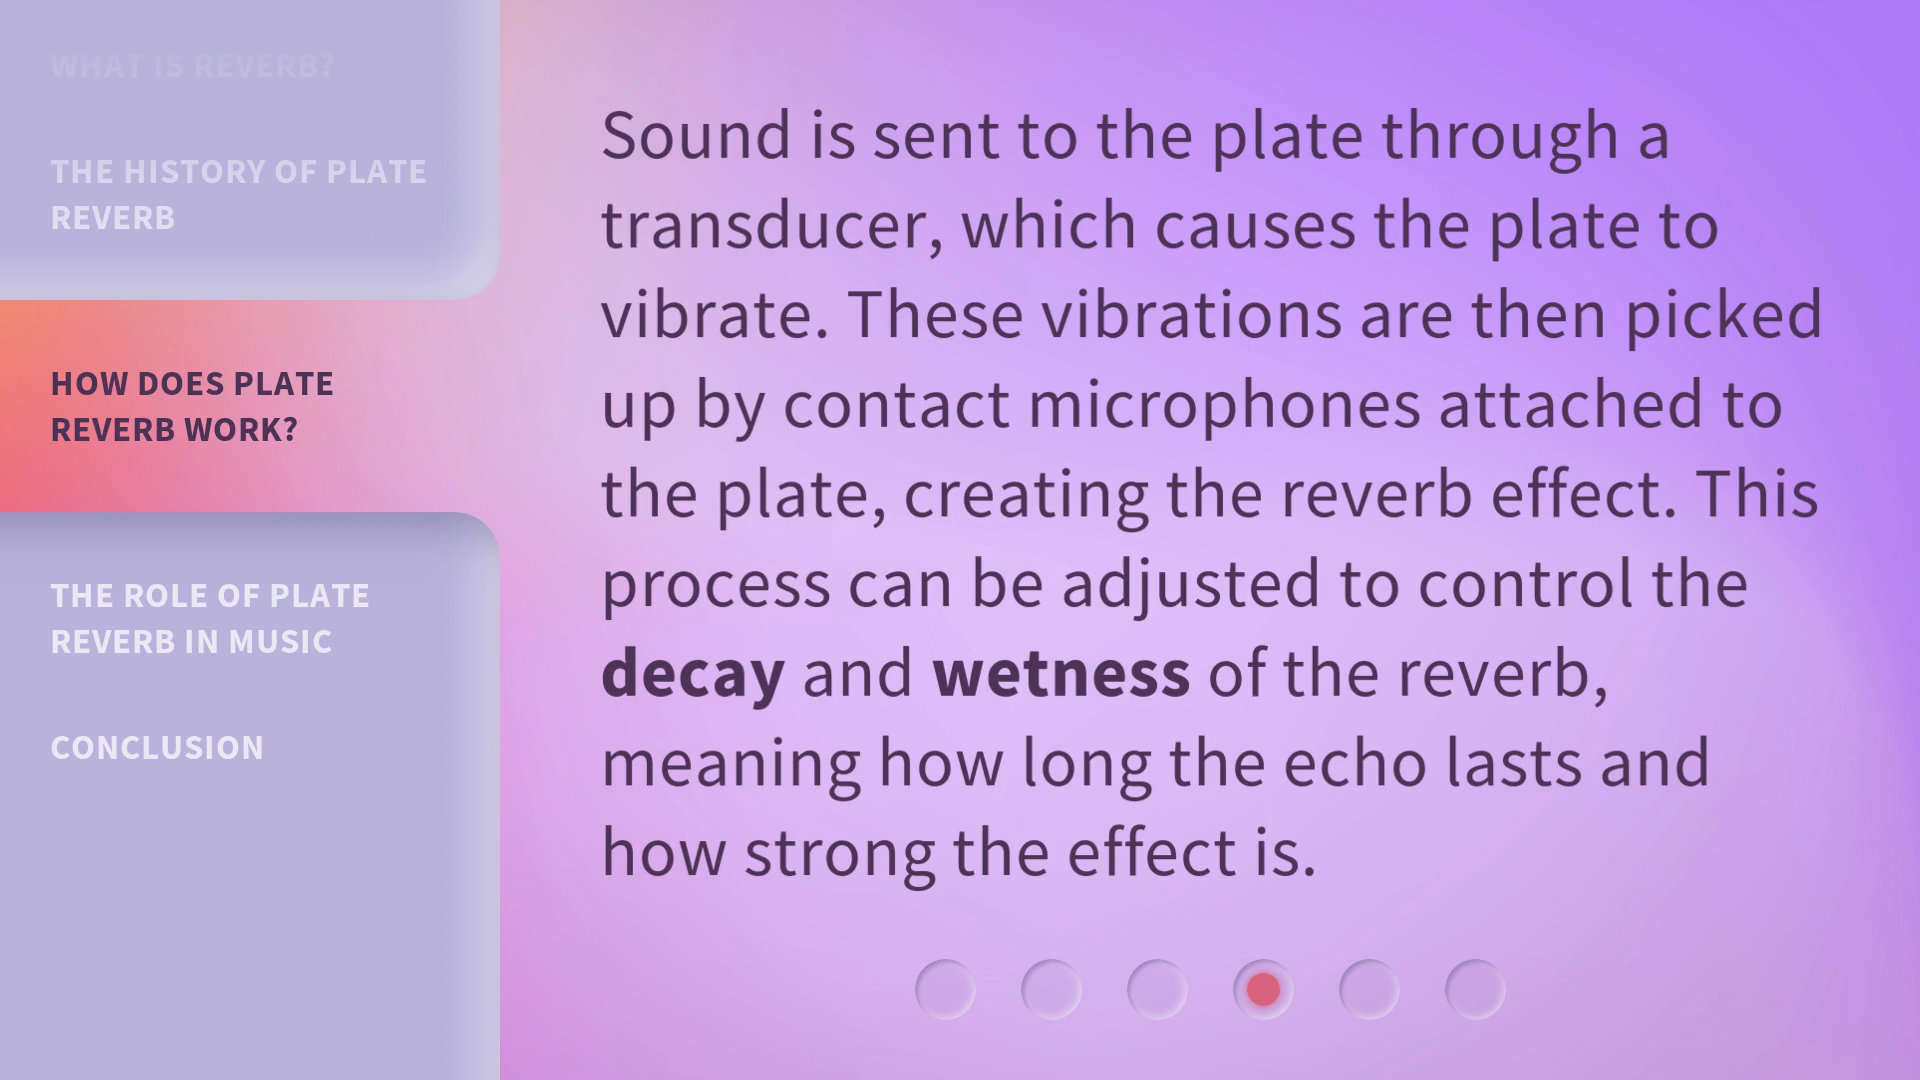 WHAT IS REVERB?
THE HISTORY OF PLATE
REVERB
HOW DOES PLATE
REVERB WORK?
THE ROLE OF PLATE
REVERB IN MUSIC
CONCLUSION
Sound is sent to the plate through a
transducer, which causes the plate to
vibrate. These vibrations are then picked
up by contact microphones attached to
the plate, creating the reverb effect. This
process can be adjusted to control the
decay and wetness of the reverb,
meaning how long the echo lasts and
how strong the effect is.